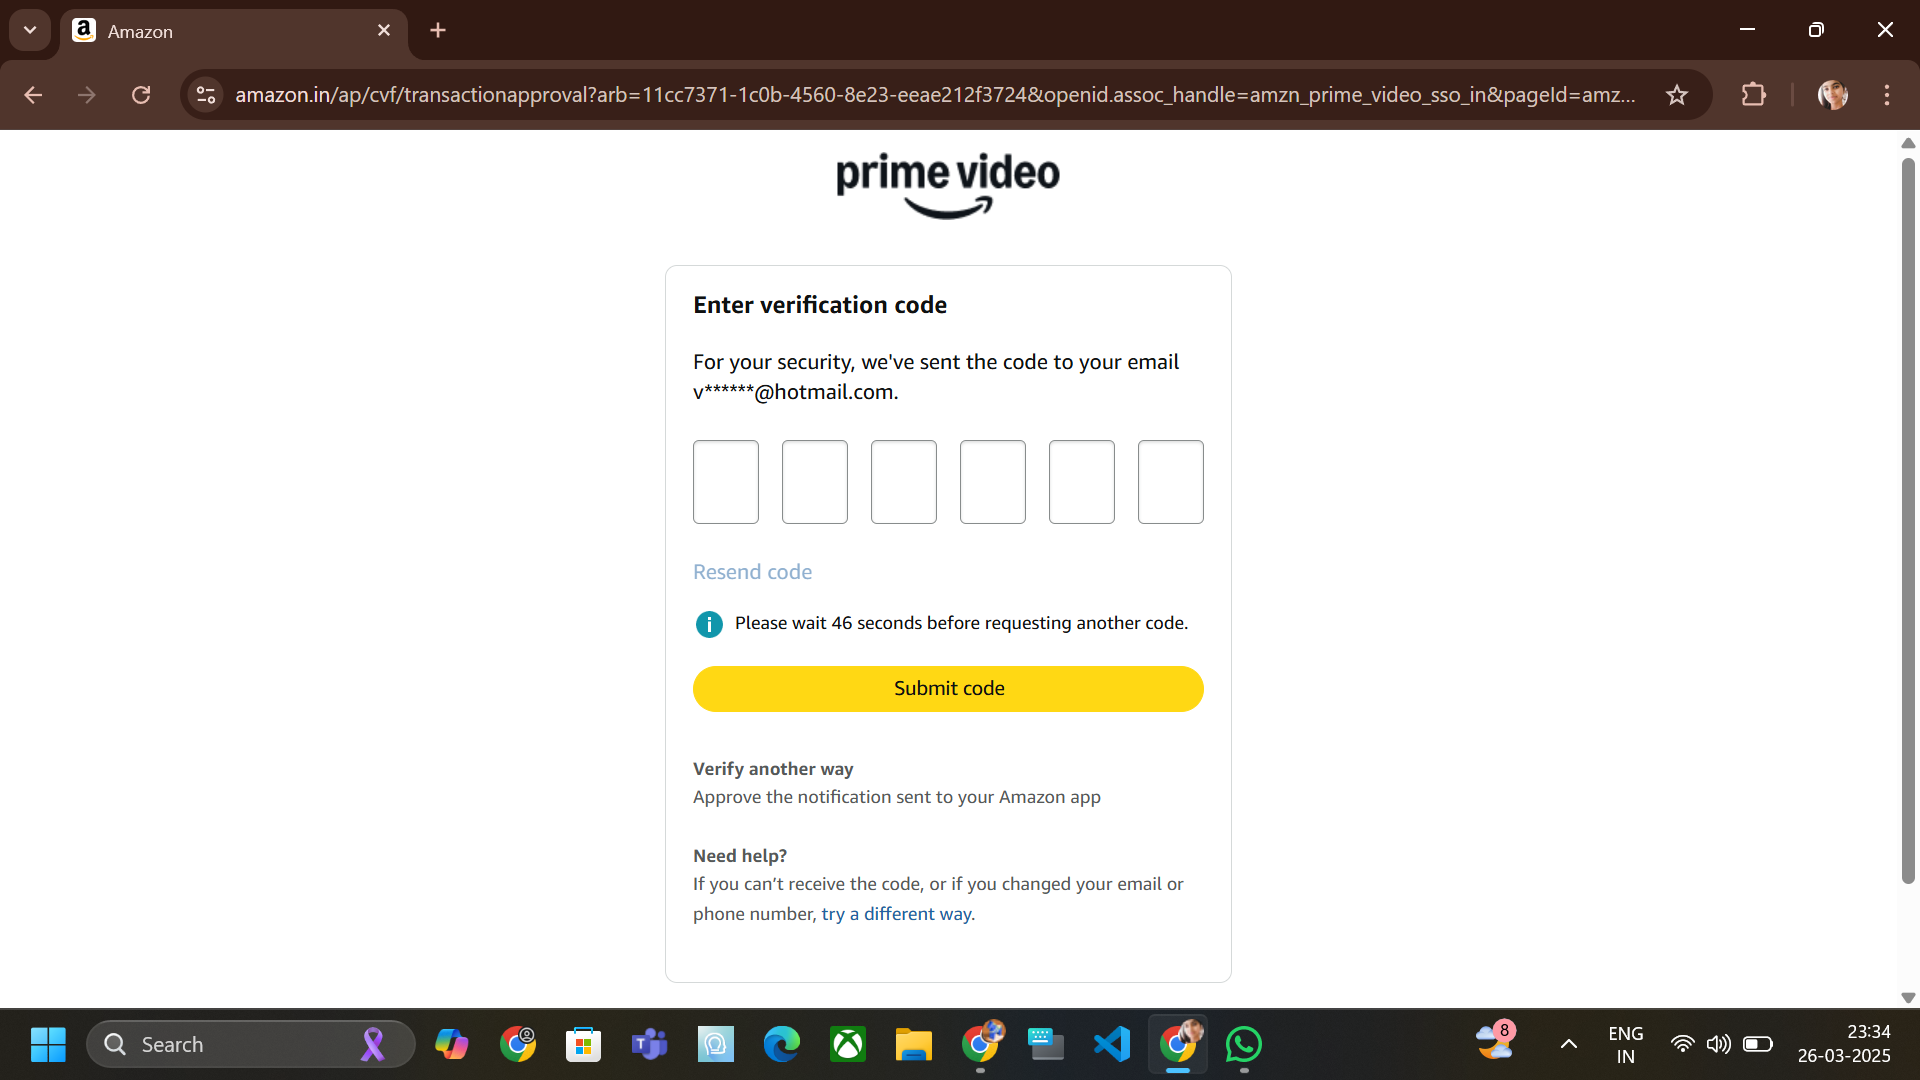 Amazon
amazon.in/ap/cvf/transactionapproval?arb=11cc7371-1c0b-4560-8e23-eeae212f3724&openid.assoc_handle=amzn_prime_video_sso_in&pageId=amz...
prime video
Enter verification code
For your security, we've sent the code to your email
v******@hotmail.com.
Resend code
Please wait 46 seconds before requesting another code.
Submit code
Verify another way
Approve the notification sent to your Amazon app
Need help?
If you can’t receive the code, or if you changed your email or
phone number, try a different way.
Search
8
ENG
IN
23:34
26-03-2025